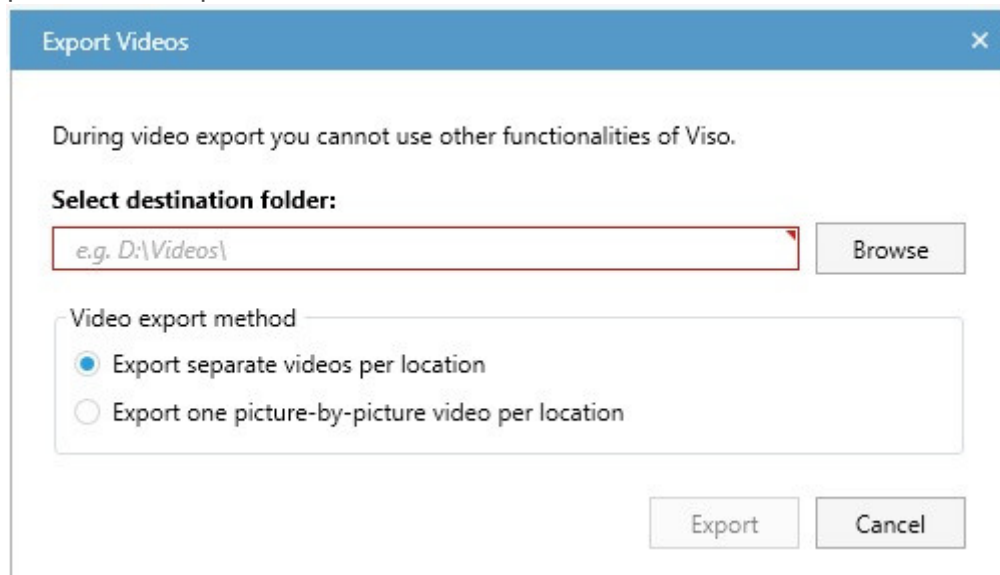 Export Videos
During video export you cannot use other functionalities of Viso.
Select destination folder:
e.g. D:\Videos\
Browse
Video export method
Export separate videos per location
Export one picture-by-picture video per location
Export
Cancel